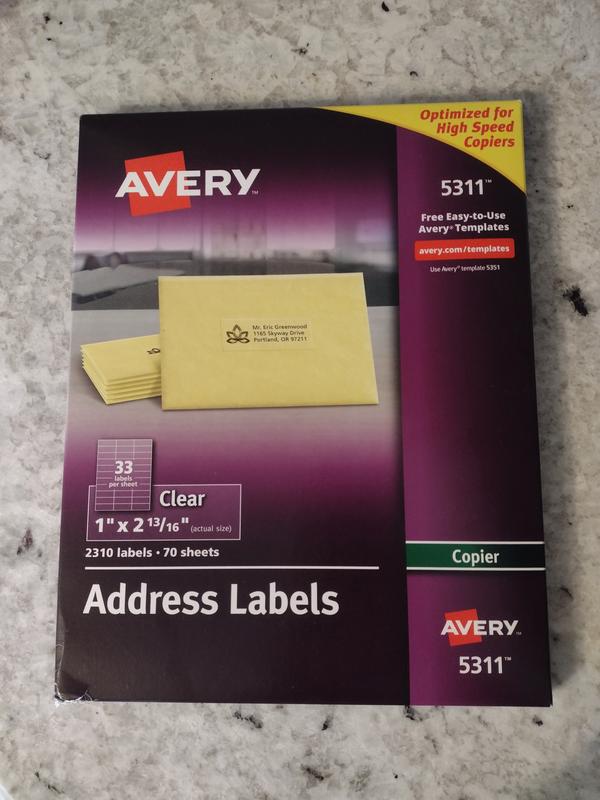 Optimized for
High Speed
Copiers
AVERY™
5311™
Free Easy-to-Use
Avery® Templates
avery.com/templates
Use Avery® template 5351
Mr. Eric Greenwood
1165 Skyway Drive
Portland, OR 97211
33
labels
per sheet
Clear
1" x 2 13/16" (actual size)
2310 labels • 70 sheets
Address Labels
Copier
AVERY™
5311™